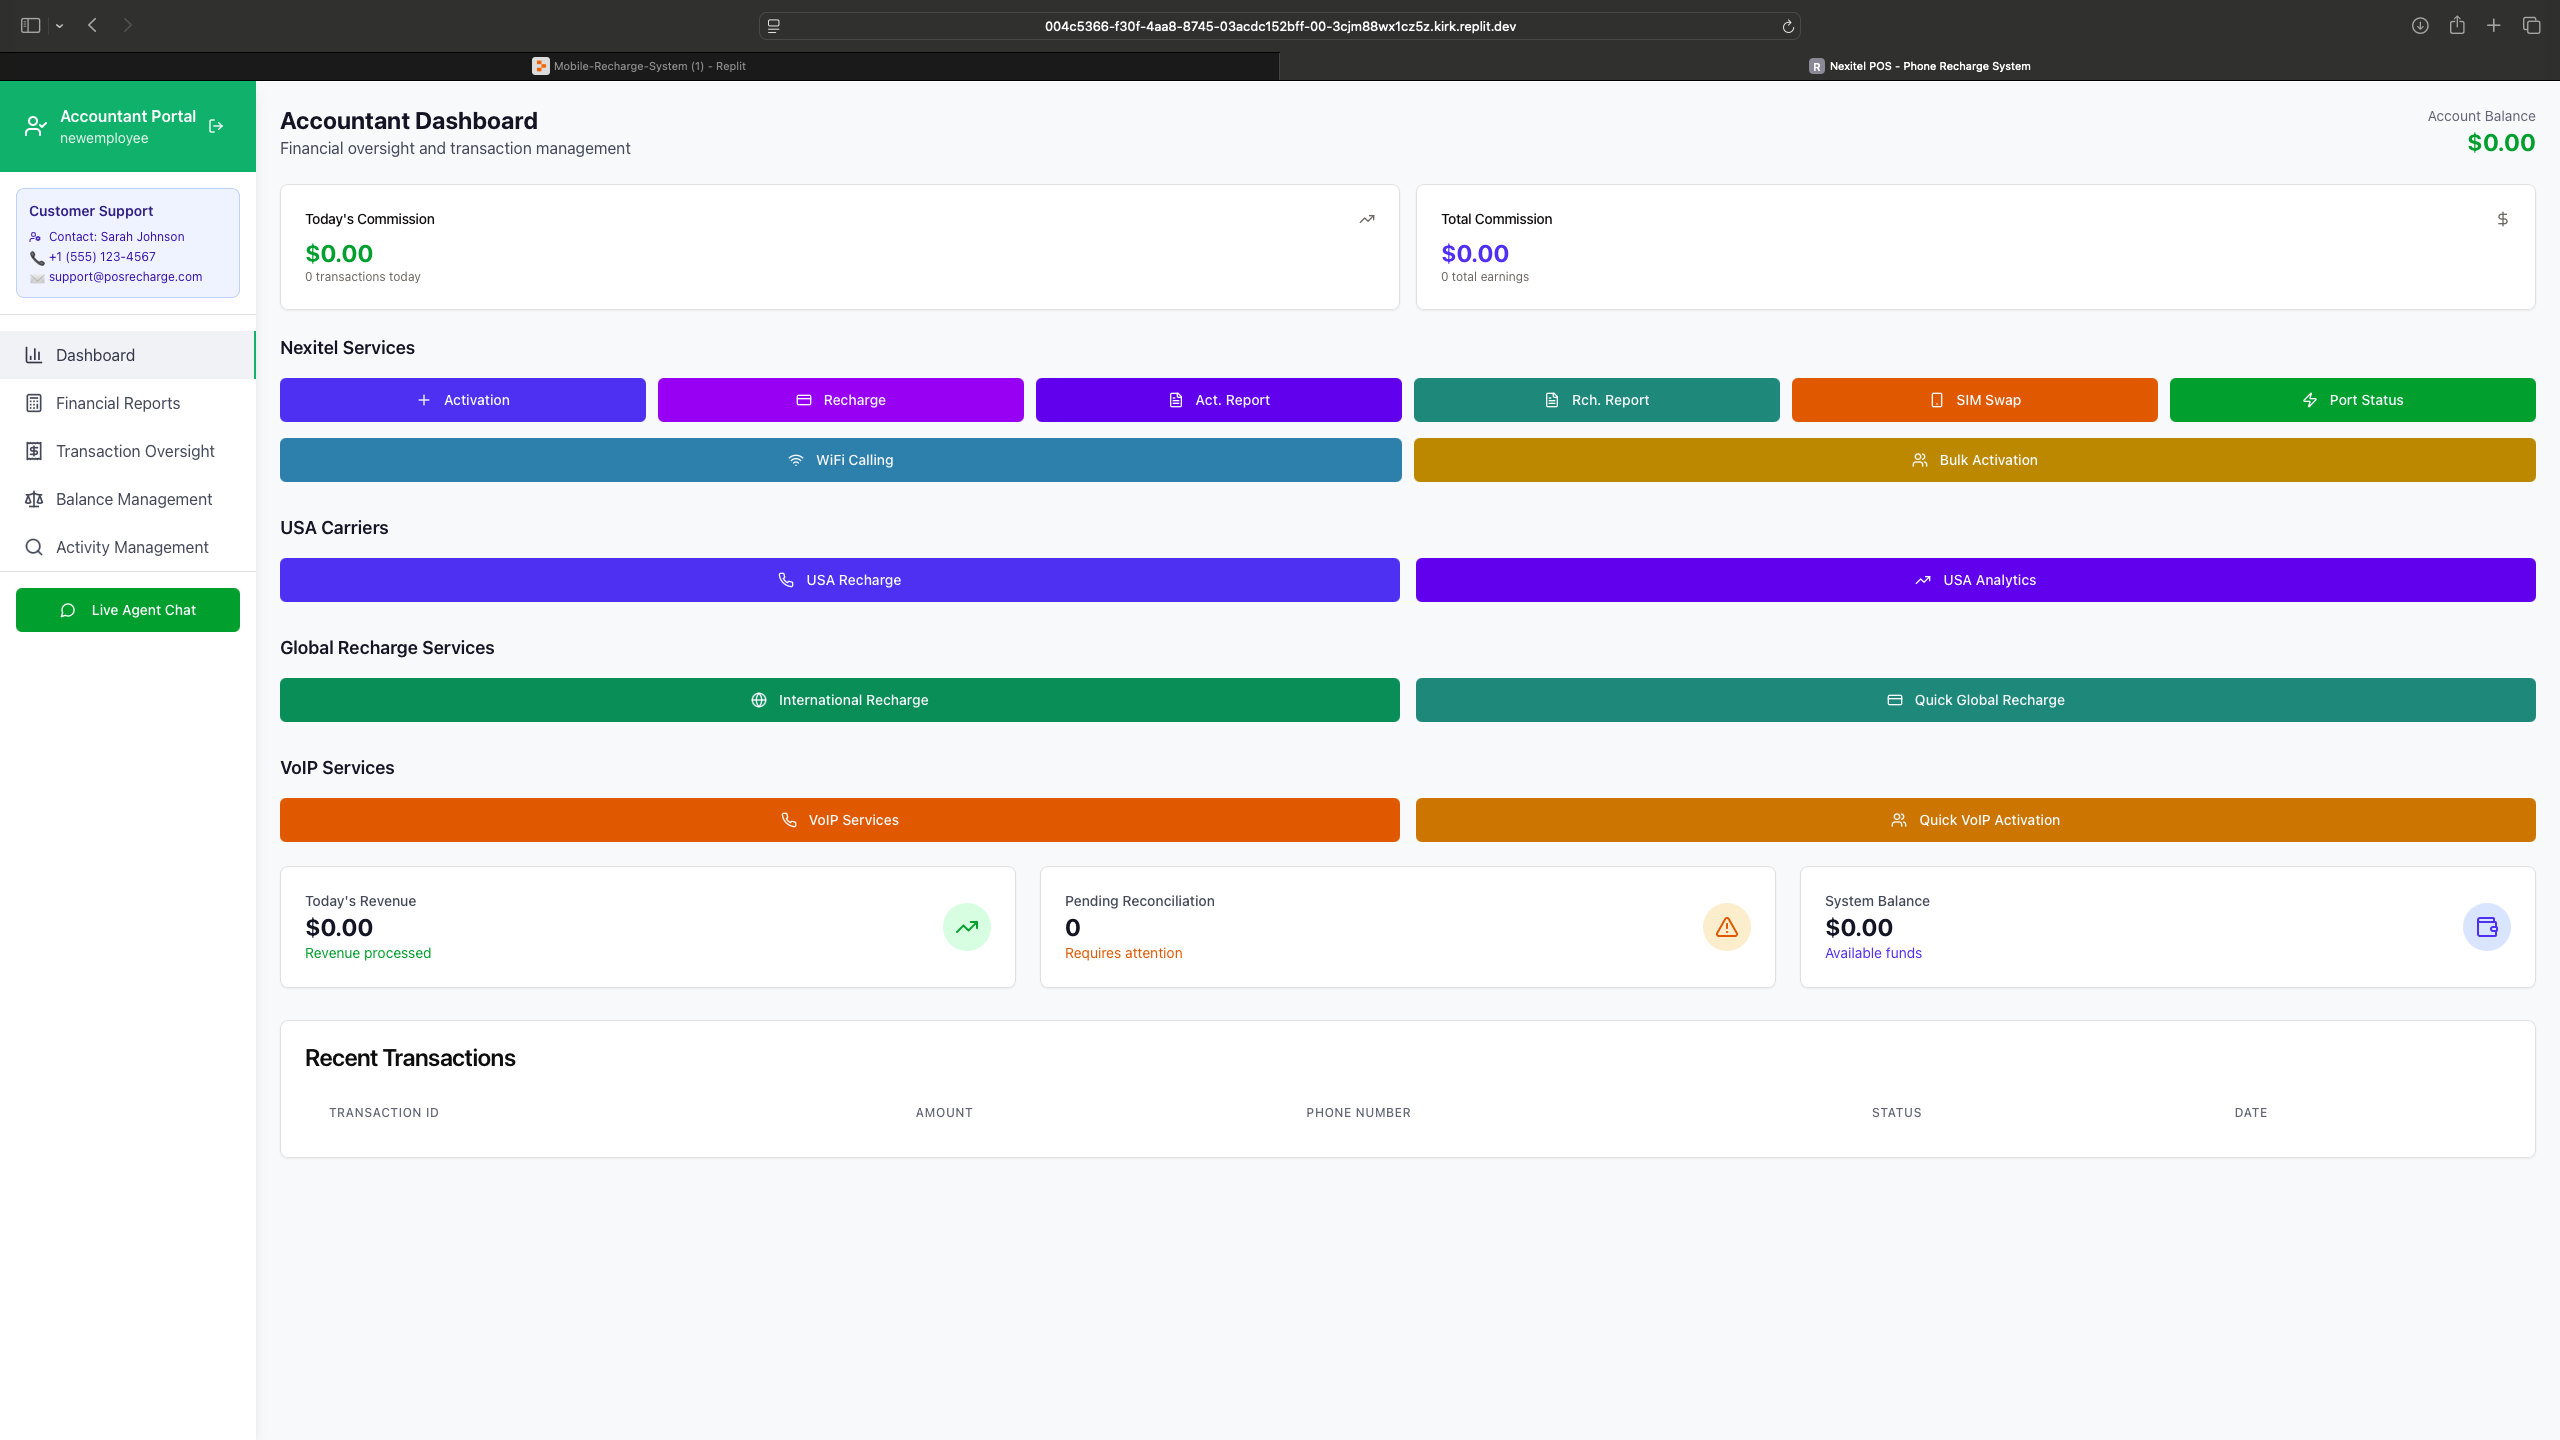 004c5366-f30f-4aa8-8745-03acdc152bff-00-3cjm88wx1cz5z.kirk.replit.dev
Mobile-Recharge-System (1) - Replit
R Nexitel POS - Phone Recharge System
Accountant Portal
newemployee
Customer Support
Contact: Sarah Johnson
+1 (555) 123-4567
support@posrecharge.com
Dashboard
Financial Reports
Transaction Oversight
Balance Management
Activity Management
Live Agent Chat
Accountant Dashboard
Financial oversight and transaction management
Account Balance
$0.00
Today's Commission
$0.00
0 transactions today
Total Commission
$
$0.00
0 total earnings
Nexitel Services
Activation
Recharge
Act. Report
Rch. Report
SIM Swap
Port Status
WiFi Calling
Bulk Activation
USA Carriers
USA Recharge
USA Analytics
Global Recharge Services
International Recharge
Quick Global Recharge
VoIP Services
VoIP Services
Quick VoIP Activation
Today's Revenue
$0.00
Revenue processed
Pending Reconciliation
0
Requires attention
System Balance
$0.00
Available funds
Recent Transactions
TRANSACTION ID AMOUNT PHONE NUMBER STATUS DATE